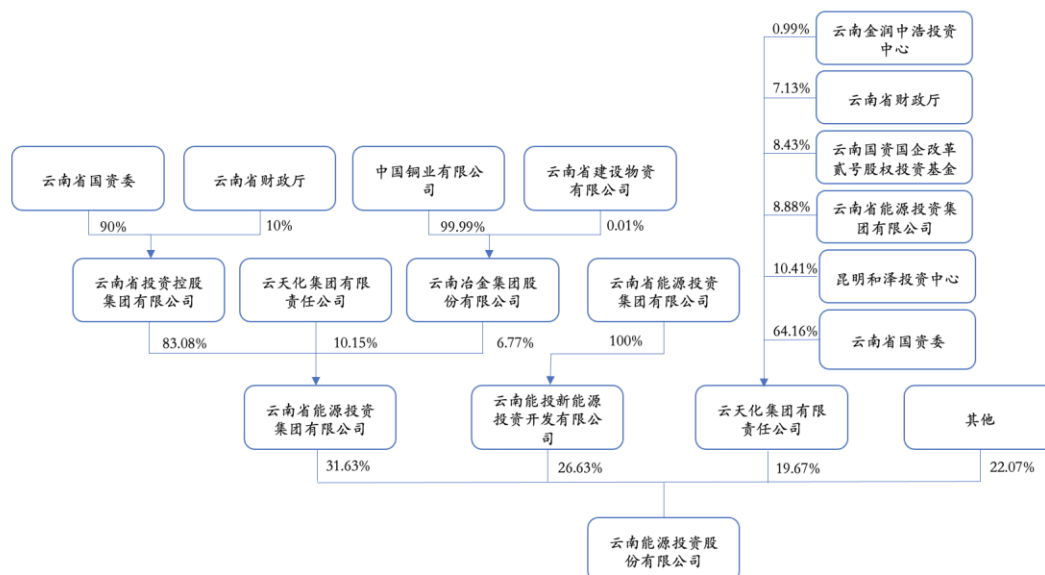 0.99%
云南金润中浩投资
中心
7.13%
云南省财政厅
8.43%
云南国资国企改革
贰号股权投资基金
8.88%
云南省能源投资集
团有限公司
10.41%
昆明和泽投资中心
64.16%
云南省国资委
云南省国资委
云南省财政厅
中国铜业有限公
司
云南省建设物资
有限公司
90%
10%
99.99%
0.01%
云南省投资控股
集团有限公司
云天化集团有限
责任公司
云南冶金集团股
份有限公司
云南省能源投资
集团有限公司
83.08%
10.15%
6.77%
100%
云南省能源投资
集团有限公司
云南能投新能源
投资开发有限公
司
云天化集团有限
责任公司
其他
31.63%
26.63%
19.67%
22.07%
云南能源投资股
份有限公司